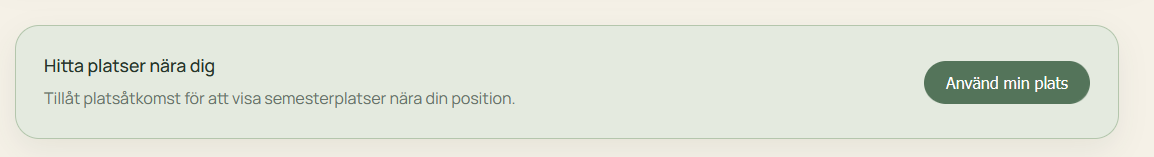 Hitta platser nära dig
Tillåt platsåtkomst för att visa semesterplatser nära din position.
Använd min plats